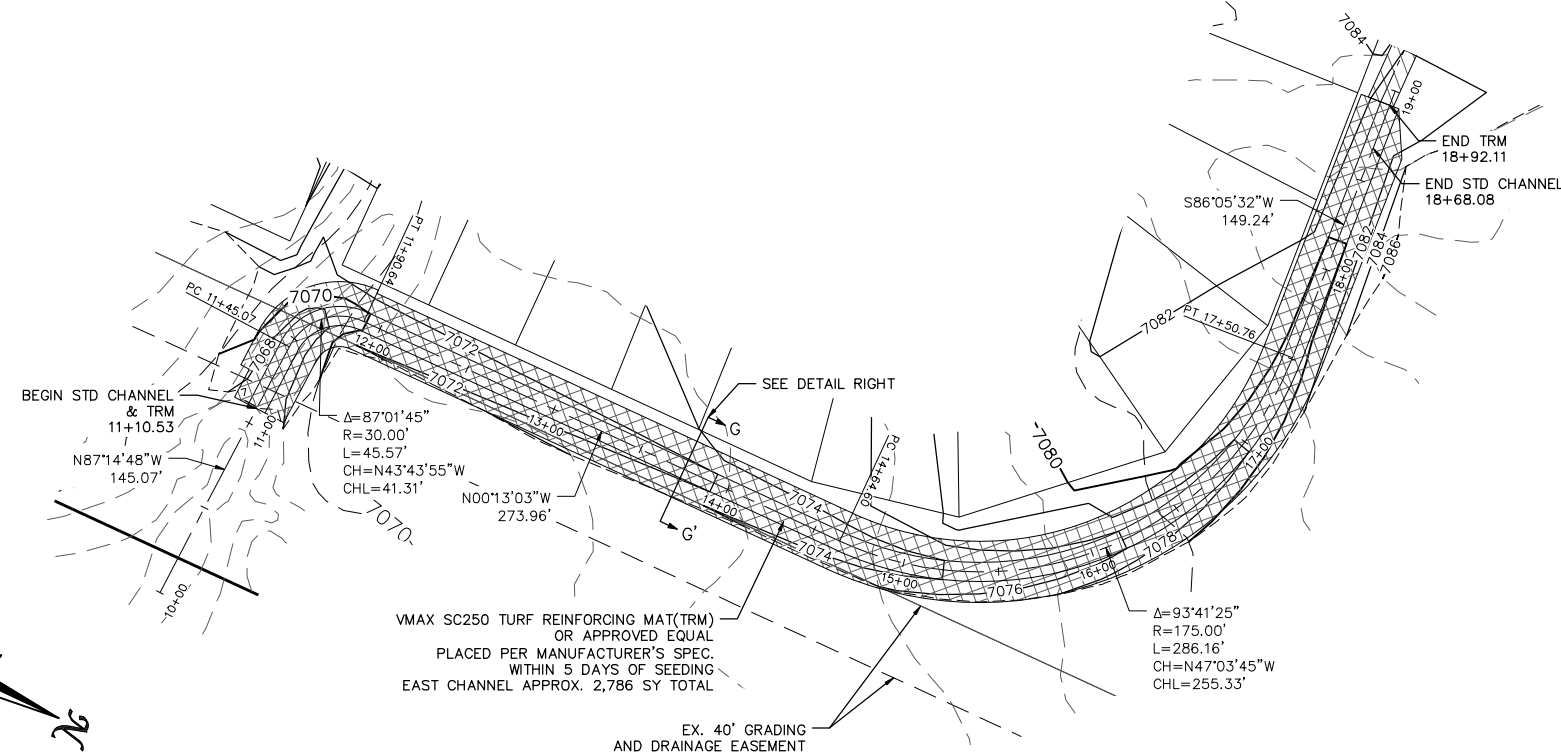 7084
19+00
END TRM
18+92.11
END STD CHANNEL
18+68.08
S86°05'32"W
149.24'
7082
7084
7086
18+00
7082
PT 17+50.76
PT 11+90.64
PC 11+45.07
7070
7068
7072
12+00
7072
13+00
SEE DETAIL RIGHT
G
G'
BEGIN STD CHANNEL
& TRM
11+10.53
11+00
N87°14'48"W
145.07'
10+00
Δ=87°01'45"
R=30.00'
L=45.57'
CH=N43°43'55"W
CHL=41.31'
7070
N00°13'03"W
273.96'
14+00
7074
7074
PC 14+64.60
15+00
7076
16+00
7078
7080
17+00
Δ=93°41'25"
R=175.00'
L=286.16'
CH=N47°03'45"W
CHL=255.33'
VMAX SC250 TURF REINFORCING MAT(TRM)
OR APPROVED EQUAL
PLACED PER MANUFACTURER'S SPEC.
WITHIN 5 DAYS OF SEEDING
EAST CHANNEL APPROX. 2,786 SY TOTAL
EX. 40' GRADING
AND DRAINAGE EASEMENT
N